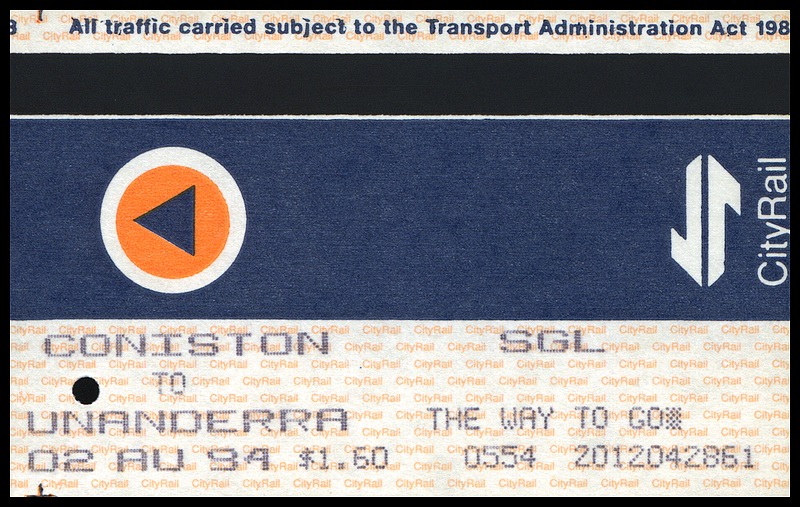 8 All traffic carried subject to the Transport Administration Act 198
CityRail
CONISTON SGL
TO
UNANDERRA THE WAY TO GO
02 AU 94 $1.60 0554 2012042861